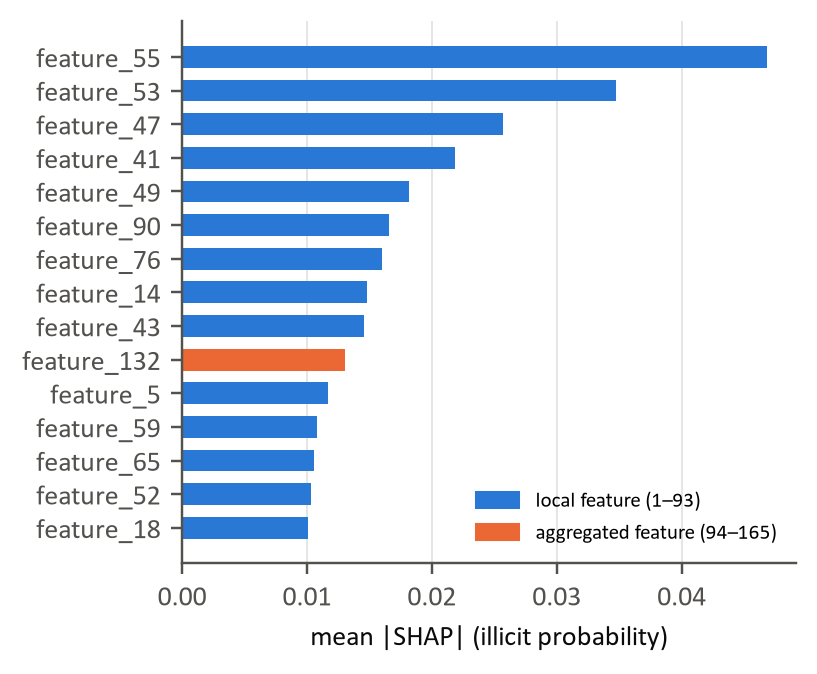 feature_55
feature_53
feature_47
feature_41
feature_49
feature_90
feature_76
feature_14
feature_43
feature_132
feature_5
feature_59
feature_65
feature_52
feature_18
local feature (1–93)
aggregated feature (94–165)
0.00 0.01 0.02 0.03 0.04
mean |SHAP| (illicit probability)